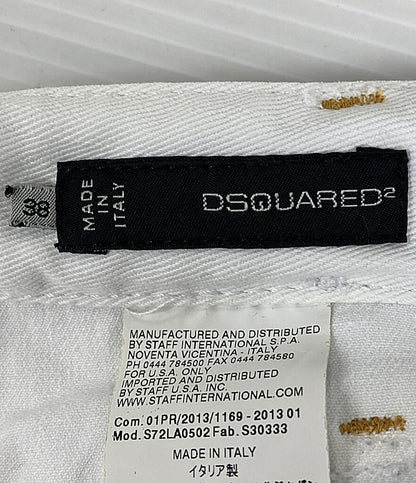 38
MADE
IN
ITALY
DSQUARED2
MANUFACTURED AND DISTRIBUTED
BY STAFF INTERNATIONAL S.P.A.
NOVENTA VICENTINA - ITALY
PH 0444 784500 FAX 0444 784580
FOR U.S.A. ONLY
IMPORTED AND DISTRIBUTED
BY STAFF U.S.A. INC.
WWW.STAFFINTERNATIONAL.COM
Com. 01PR/2013/1169 - 2013 01
Mod. S72LA0502 Fab. S30333
MADE IN ITALY
イタリア製